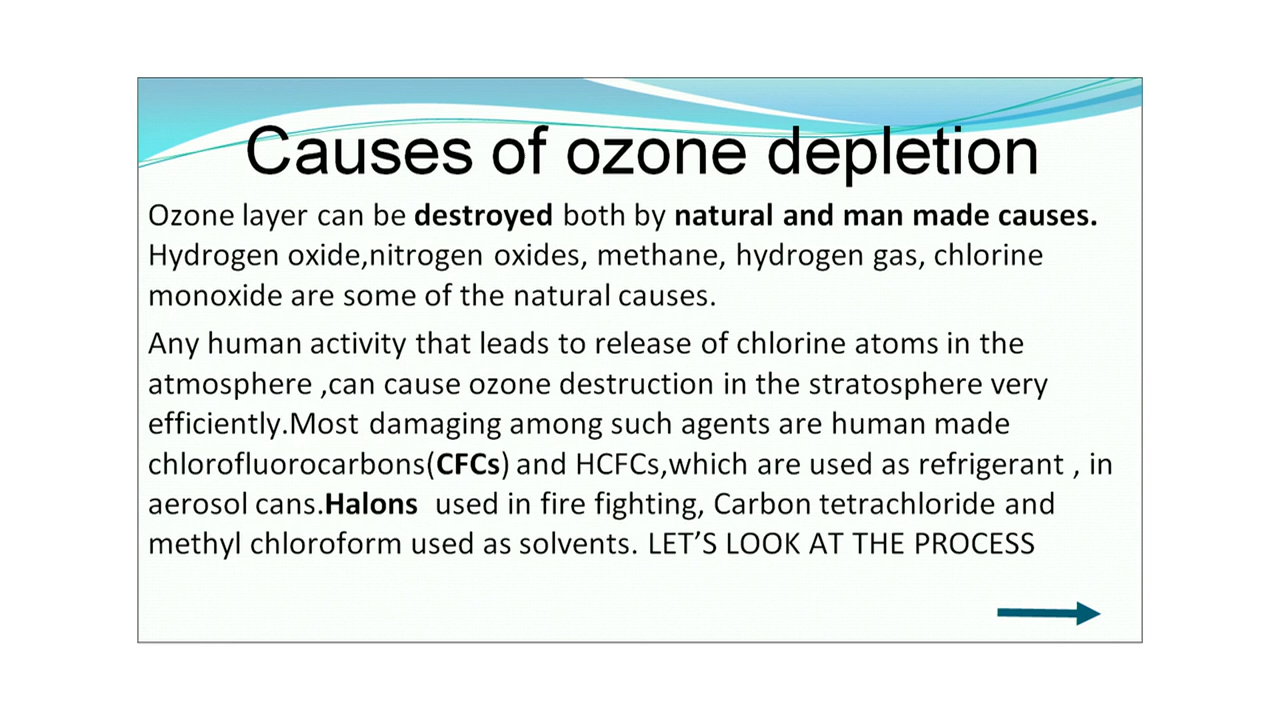 Causes of ozone depletion
Ozone layer can be destroyed both by natural and man made causes.
Hydrogen oxide,nitrogen oxides, methane, hydrogen gas, chlorine
monoxide are some of the natural causes.
Any human activity that leads to release of chlorine atoms in the
atmosphere ,can cause ozone destruction in the stratosphere very
efficiently.Most damaging among such agents are human made
chlorofluorocarbons(CFCs) and HCFCs,which are used as refrigerant , in
aerosol cans.Halons used in fire fighting, Carbon tetrachloride and
methyl chloroform used as solvents. LET’S LOOK AT THE PROCESS